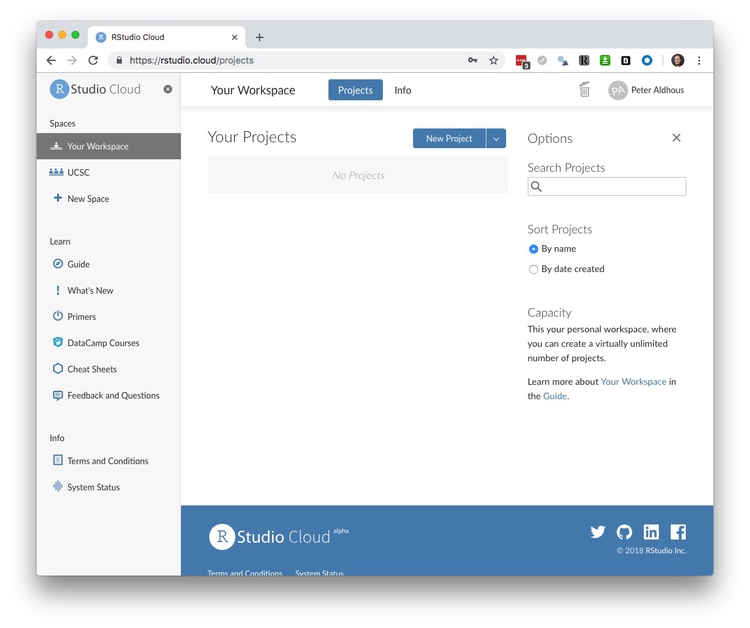 RStudio Cloud
https://rstudio.cloud/projects
3
R Studio Cloud
Your Workspace
Projects
Info
PA
Peter Aldhous
Spaces
Your Workspace
UCSC
New Space
Learn
Guide
What's New
Primers
DataCamp Courses
Cheat Sheets
Feedback and Questions
Info
Terms and Conditions
System Status
Your Projects
New Project
No Projects
Options
Search Projects
Sort Projects
By name
By date created
Capacity
This your personal workspace, where
you can create a virtually unlimited
number of projects.
Learn more about Your Workspace in
the Guide.
R Studio Cloud alpha
© 2018 RStudio Inc.
Terms and Conditions
System Status